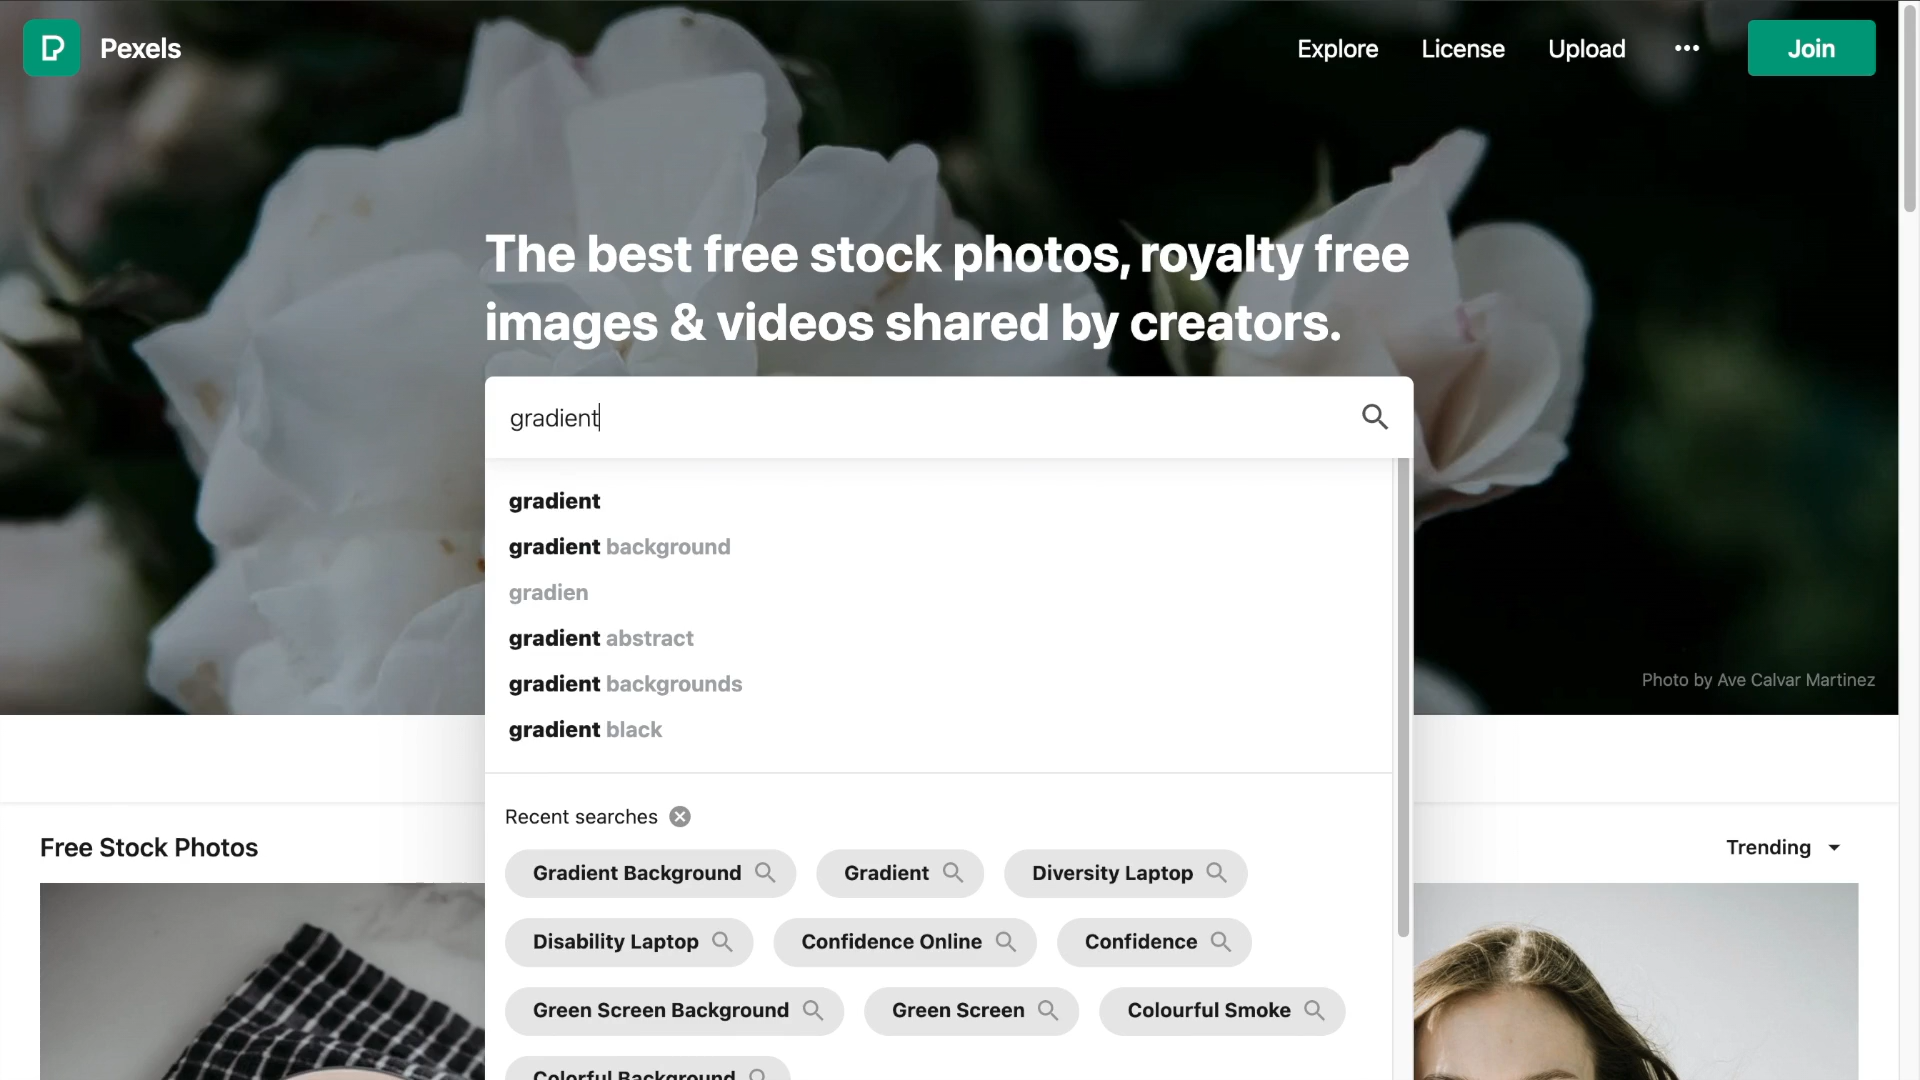 Pexels
Explore License Upload ••• Join
The best free stock photos, royalty free
images & videos shared by creators.
gradient
gradient
gradient background
gradien
gradient abstract
gradient backgrounds
gradient black
Photo by Ave Calvar Martinez
Recent searches
Free Stock Photos
Trending
Gradient Background Gradient Diversity Laptop
Disability Laptop Confidence Online Confidence
Green Screen Background Green Screen Colourful Smoke
Colorful Background